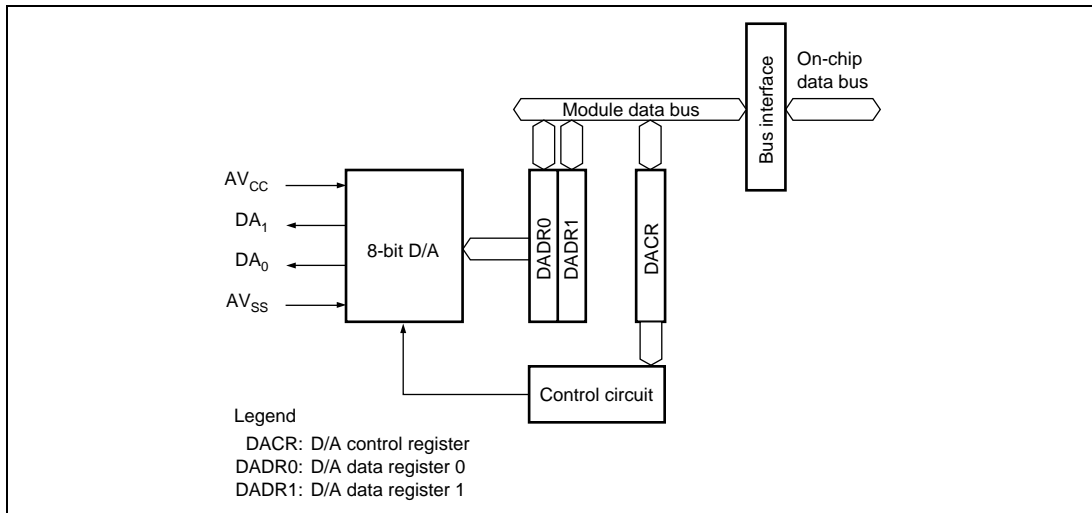 On-chip
data bus
Bus interface
Module data bus
AVCC
DA1
DA0
AVSS
8-bit D/A
DADR0
DADR1
DACR
Control circuit
Legend
DACR: D/A control register
DADR0: D/A data register 0
DADR1: D/A data register 1